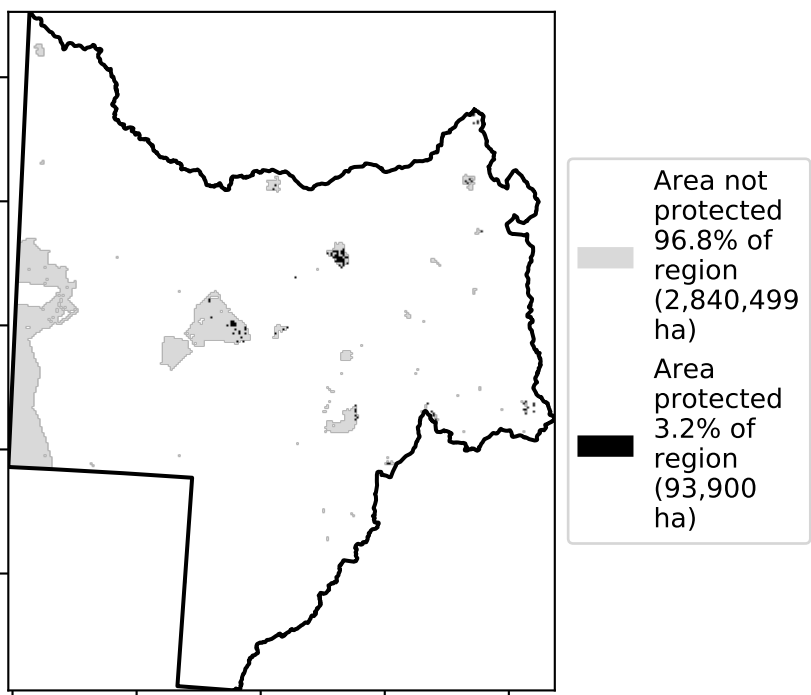 Area not
protected
96.8% of
region
(2,840,499
ha)
Area
protected
3.2% of
region
(93,900
ha)